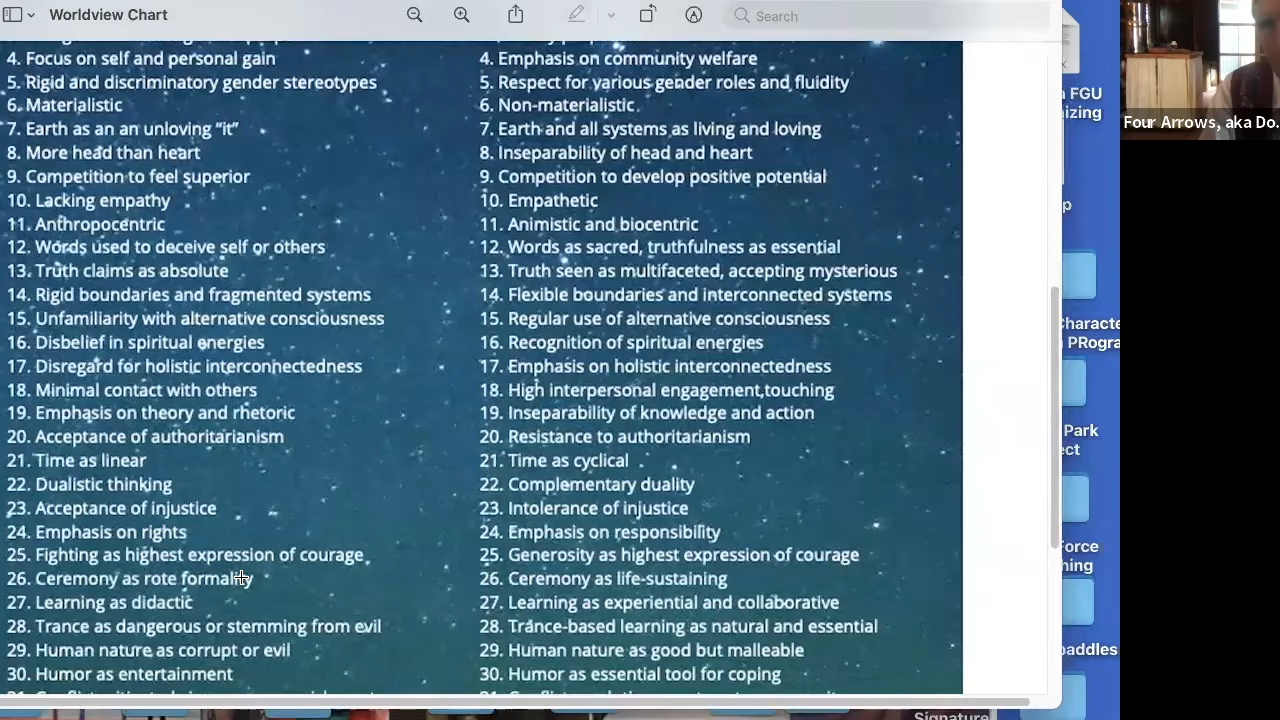 Worldview Chart
Search
4. Focus on self and personal gain
5. Rigid and discriminatory gender stereotypes
6. Materialistic
7. Earth as an an unloving “it”
8. More head than heart
9. Competition to feel superior
10. Lacking empathy
11. Anthropocentric
12. Words used to deceive self or others
13. Truth claims as absolute
14. Rigid boundaries and fragmented systems
15. Unfamiliarity with alternative consciousness
16. Disbelief in spiritual energies
17. Disregard for holistic interconnectedness
18. Minimal contact with others
19. Emphasis on theory and rhetoric
20. Acceptance of authoritarianism
21. Time as linear
22. Dualistic thinking
23. Acceptance of injustice
24. Emphasis on rights
25. Fighting as highest expression of courage
26. Ceremony as rote formality
27. Learning as didactic
28. Trance as dangerous or stemming from evil
29. Human nature as corrupt or evil
30. Humor as entertainment
4. Emphasis on community welfare
5. Respect for various gender roles and fluidity
6. Non-materialistic
7. Earth and all systems as living and loving
8. Inseparability of head and heart
9. Competition to develop positive potential
10. Empathetic
11. Animistic and biocentric
12. Words as sacred, truthfulness as essential
13. Truth seen as multifaceted, accepting mysterious
14. Flexible boundaries and interconnected systems
15. Regular use of alternative consciousness
16. Recognition of spiritual energies
17. Emphasis on holistic interconnectedness
18. High interpersonal engagement,touching
19. Inseparability of knowledge and action
20. Resistance to authoritarianism
21. Time as cyclical
22. Complementary duality
23. Intolerance of injustice
24. Emphasis on responsibility
25. Generosity as highest expression of courage
26. Ceremony as life-sustaining
27. Learning as experiential and collaborative
28. Trance-based learning as natural and essential
29. Human nature as good but malleable
30. Humor as essential tool for coping
FGU
izing
Four Arrows, aka Do.
Characte
PRogra
Park
ect
Force
addles
Signature